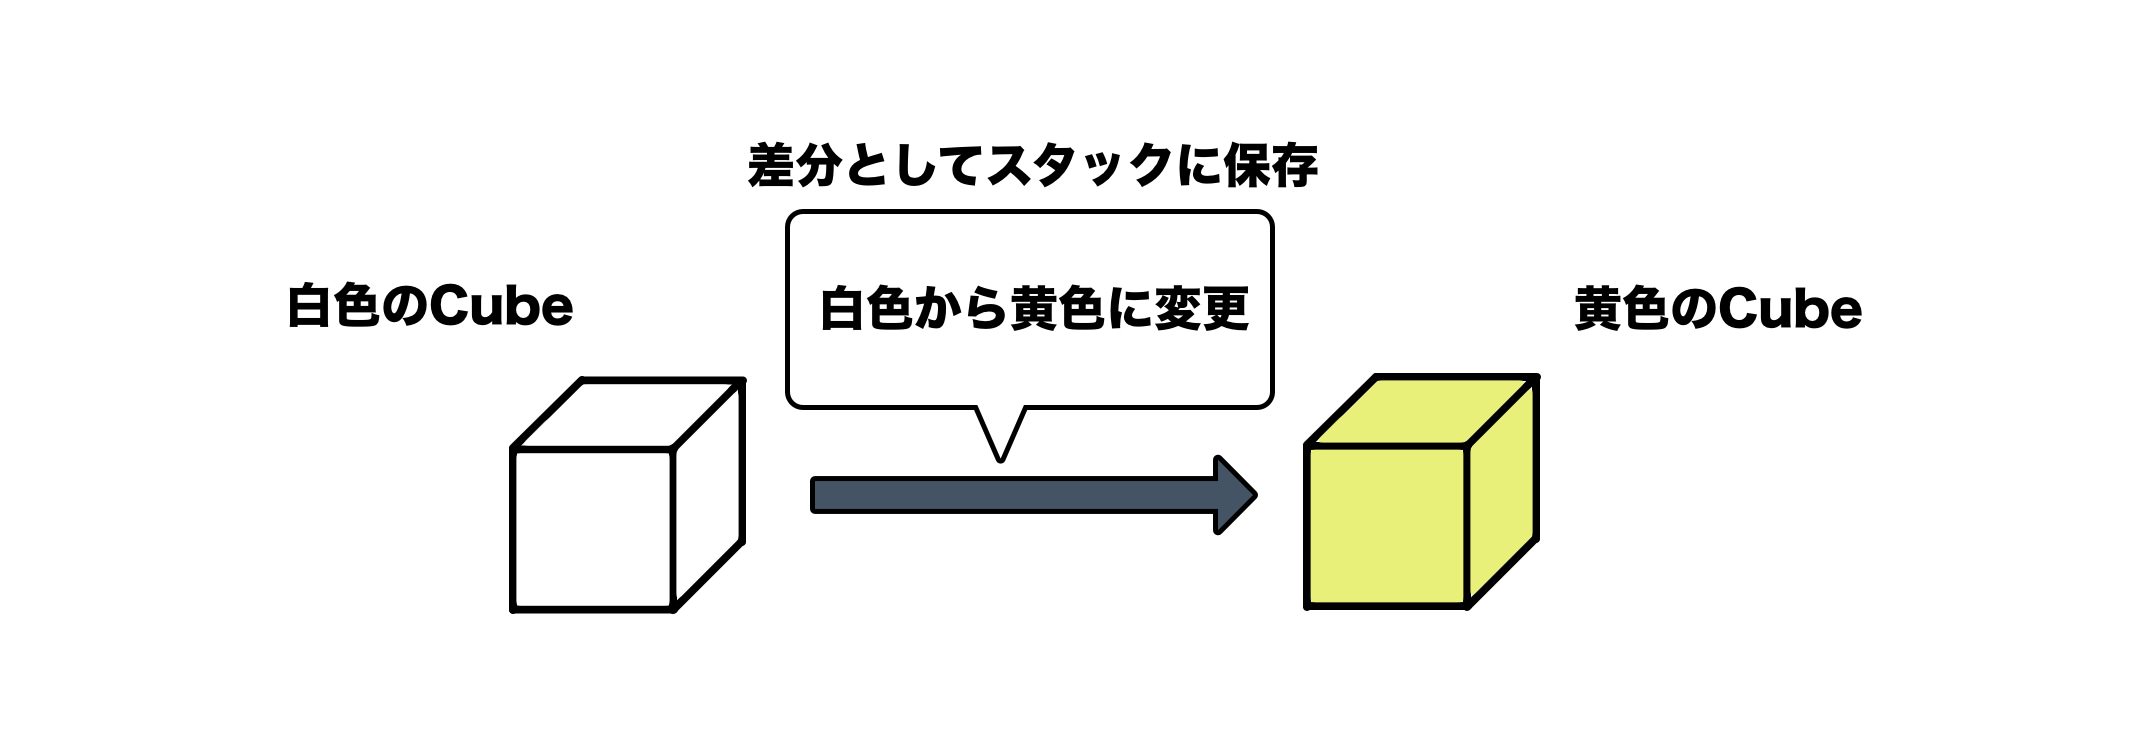 差分としてスタックに保存
白色のCube
白色から黄色に変更
黄色のCube